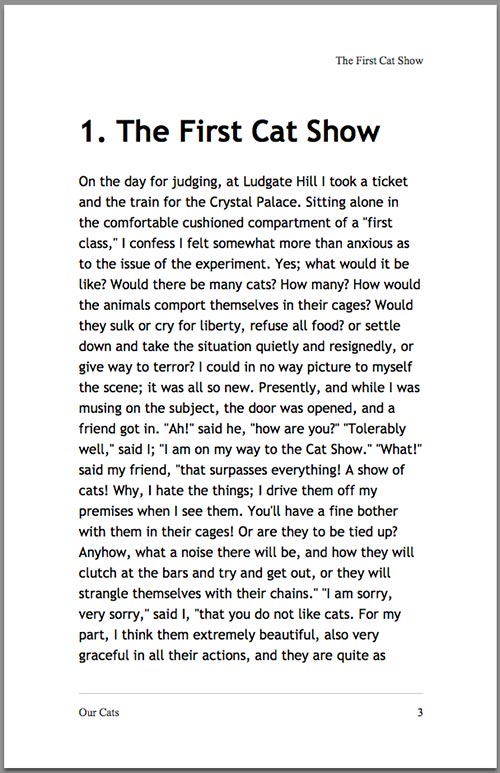 The First Cat Show
1. The First Cat Show
On the day for judging, at Ludgate Hill I took a ticket
and the train for the Crystal Palace. Sitting alone in
the comfortable cushioned compartment of a "first
class," I confess I felt somewhat more than anxious as
to the issue of the experiment. Yes; what would it be
like? Would there be many cats? How many? How would
the animals comport themselves in their cages? Would
they sulk or cry for liberty, refuse all food? or settle
down and take the situation quietly and resignedly, or
give way to terror? I could in no way picture to myself
the scene; it was all so new. Presently, and while I was
musing on the subject, the door was opened, and a
friend got in. "Ah!" said he, "how are you?" "Tolerably
well," said I; "I am on my way to the Cat Show." "What!"
said my friend, "that surpasses everything! A show of
cats! Why, I hate the things; I drive them off my
premises when I see them. You'll have a fine bother
with them in their cages! Or are they to be tied up?
Anyhow, what a noise there will be, and how they will
clutch at the bars and try and get out, or they will
strangle themselves with their chains." "I am sorry,
very sorry," said I, "that you do not like cats. For my
part, I think them extremely beautiful, also very
graceful in all their actions, and they are quite as
Our Cats 3